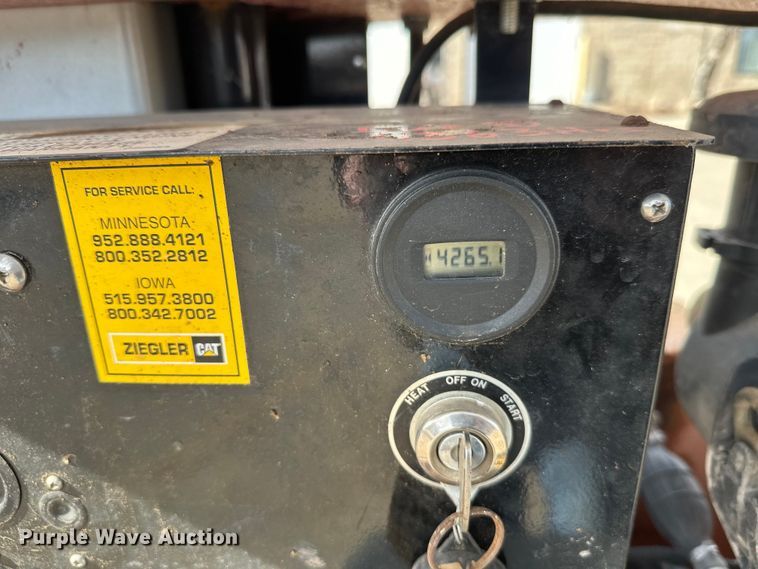 FOR SERVICE CALL:
MINNESOTA
952.888.4121
800.352.2812
IOWA
515.957.3800
800.342.7002
ZIEGLER CAT
4265.1
HEAT OFF ON START
Purple Wave Auction